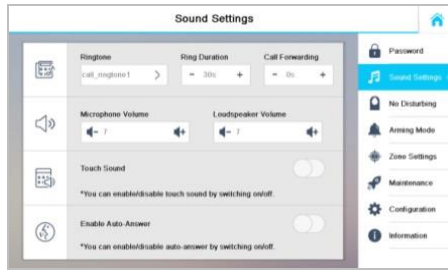 Sound Settings
Ringtone Ring Duration Call Forwarding
call_ringtone1 > - 30s + - 0s +
Microphone Volume Loudspeaker Volume
- 7 + - 7 +
Touch Sound
*You can enable/disable touch sound by switching on/off.
Enable Auto-Answer
*You can enable/disable auto-answer by switching on/off.
Password
Sound Settings
No Disturbing
Arming Mode
Zone Settings
Maintenance
Configuration
Information